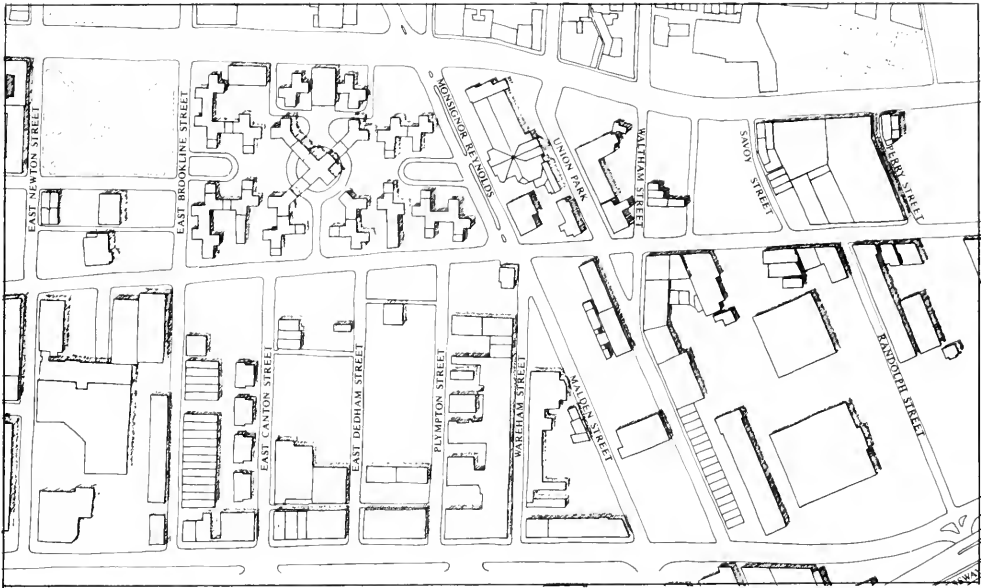 EAST NEWTON STREET
EAST BROOKLINE STREET
MONSIGNOR REYNOLDS
UNION PARK
WALTHAM STREET
SAVOY
STREET
PERRY STREET
EAST CANTON STREET
EAST DEDHAM STREET
PLYMPTON STREET
WAREHAM STREET
MALDEN STREET
RANDOLPH STREET